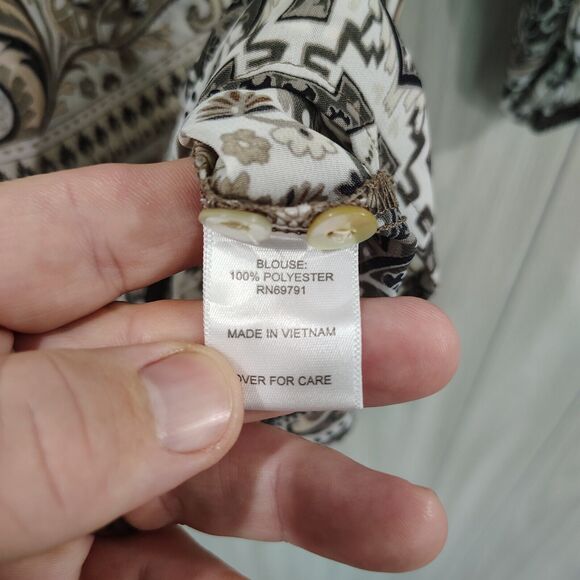 BLOUSE:
100% POLYESTER
RN69791
MADE IN VIETNAM
OVER FOR CARE